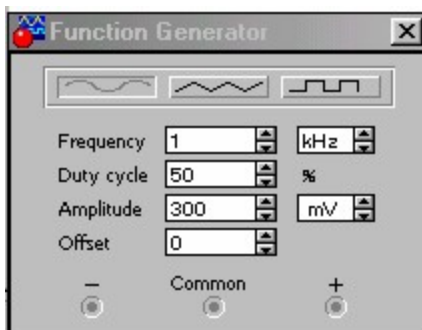 Function Generator
Frequency 1 kHz
Duty cycle 50 %
Amplitude 300 mV
Offset 0
− Common +